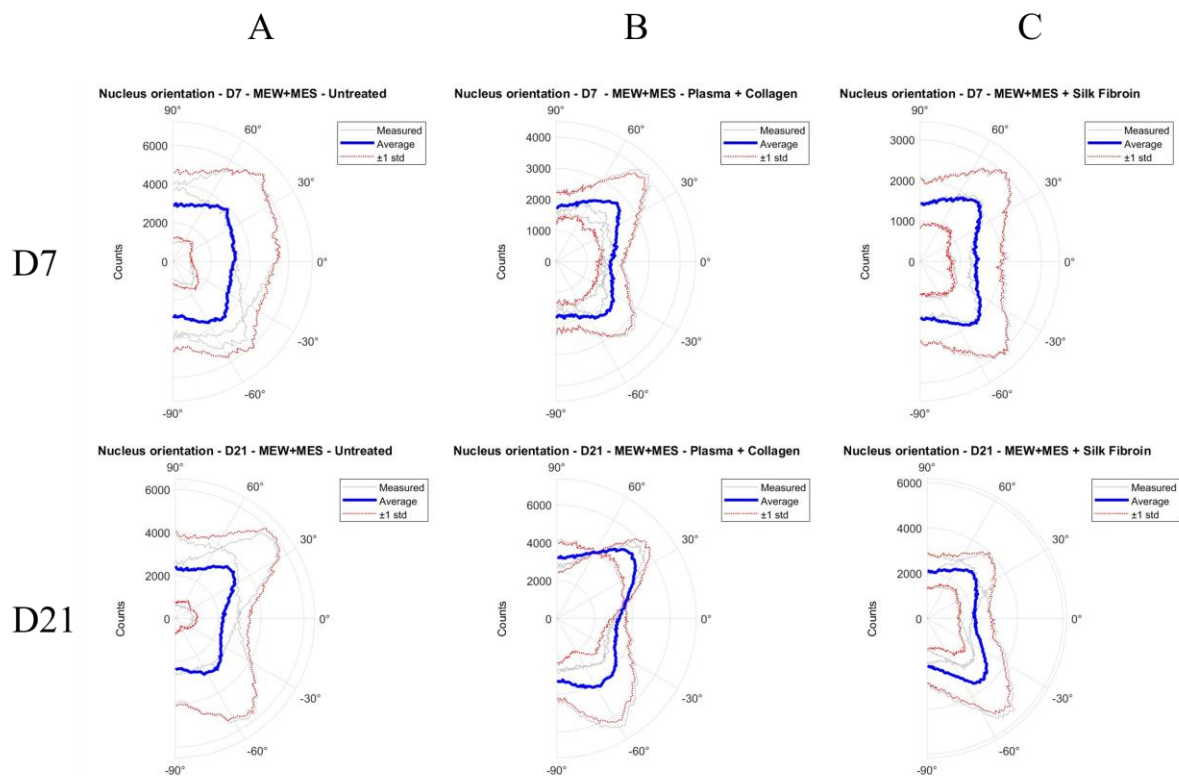 A
B
C
D7
Nucleus orientation - D7 - MEW+MES - Untreated
90°
60°
30°
0°
-30°
-60°
-90°
6000
4000
2000
0
Counts
Measured
Average
±1 std
Nucleus orientation - D7  - MEW+MES - Plasma + Collagen
90°
60°
30°
0°
-30°
-60°
-90°
4000
3000
2000
1000
0
Counts
Measured
Average
±1 std
Nucleus orientation - D7 - MEW+MES + Silk Fibroin
90°
60°
30°
0°
-30°
-60°
-90°
3000
2000
1000
0
Counts
Measured
Average
±1 std
D21
Nucleus orientation - D21 - MEW+MES - Untreated
90°
60°
30°
0°
-30°
-60°
-90°
6000
4000
2000
0
Counts
Measured
Average
±1 std
Nucleus orientation - D21 - MEW+MES - Plasma + Collagen
90°
60°
30°
0°
-30°
-60°
-90°
6000
4000
2000
0
Counts
Measured
Average
±1 std
Nucleus orientation - D21 - MEW+MES + Silk Fibroin
90°
60°
30°
0°
-30°
-60°
-90°
6000
4000
2000
0
Counts
Measured
Average
±1 std